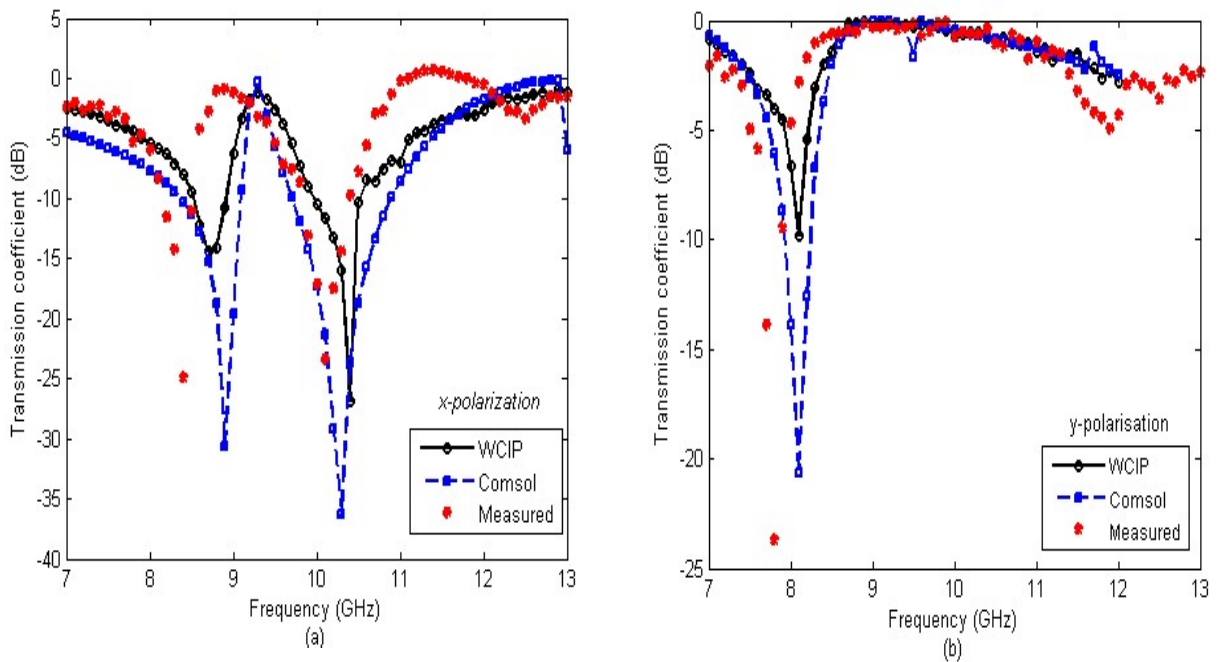 5
0
-5
-10
-15
-20
-25
-30
-35
-40
Transmission coefficient (dB)
x-polarization
WCIP
Comsol
Measured
7 8 9 10 11 12 13
Frequency (GHz)
(a)
0
-5
-10
-15
-20
-25
Transmission coefficient (dB)
y-polarisation
WCIP
Comsol
Measured
7 8 9 10 11 12 13
Frequency (GHz)
(b)